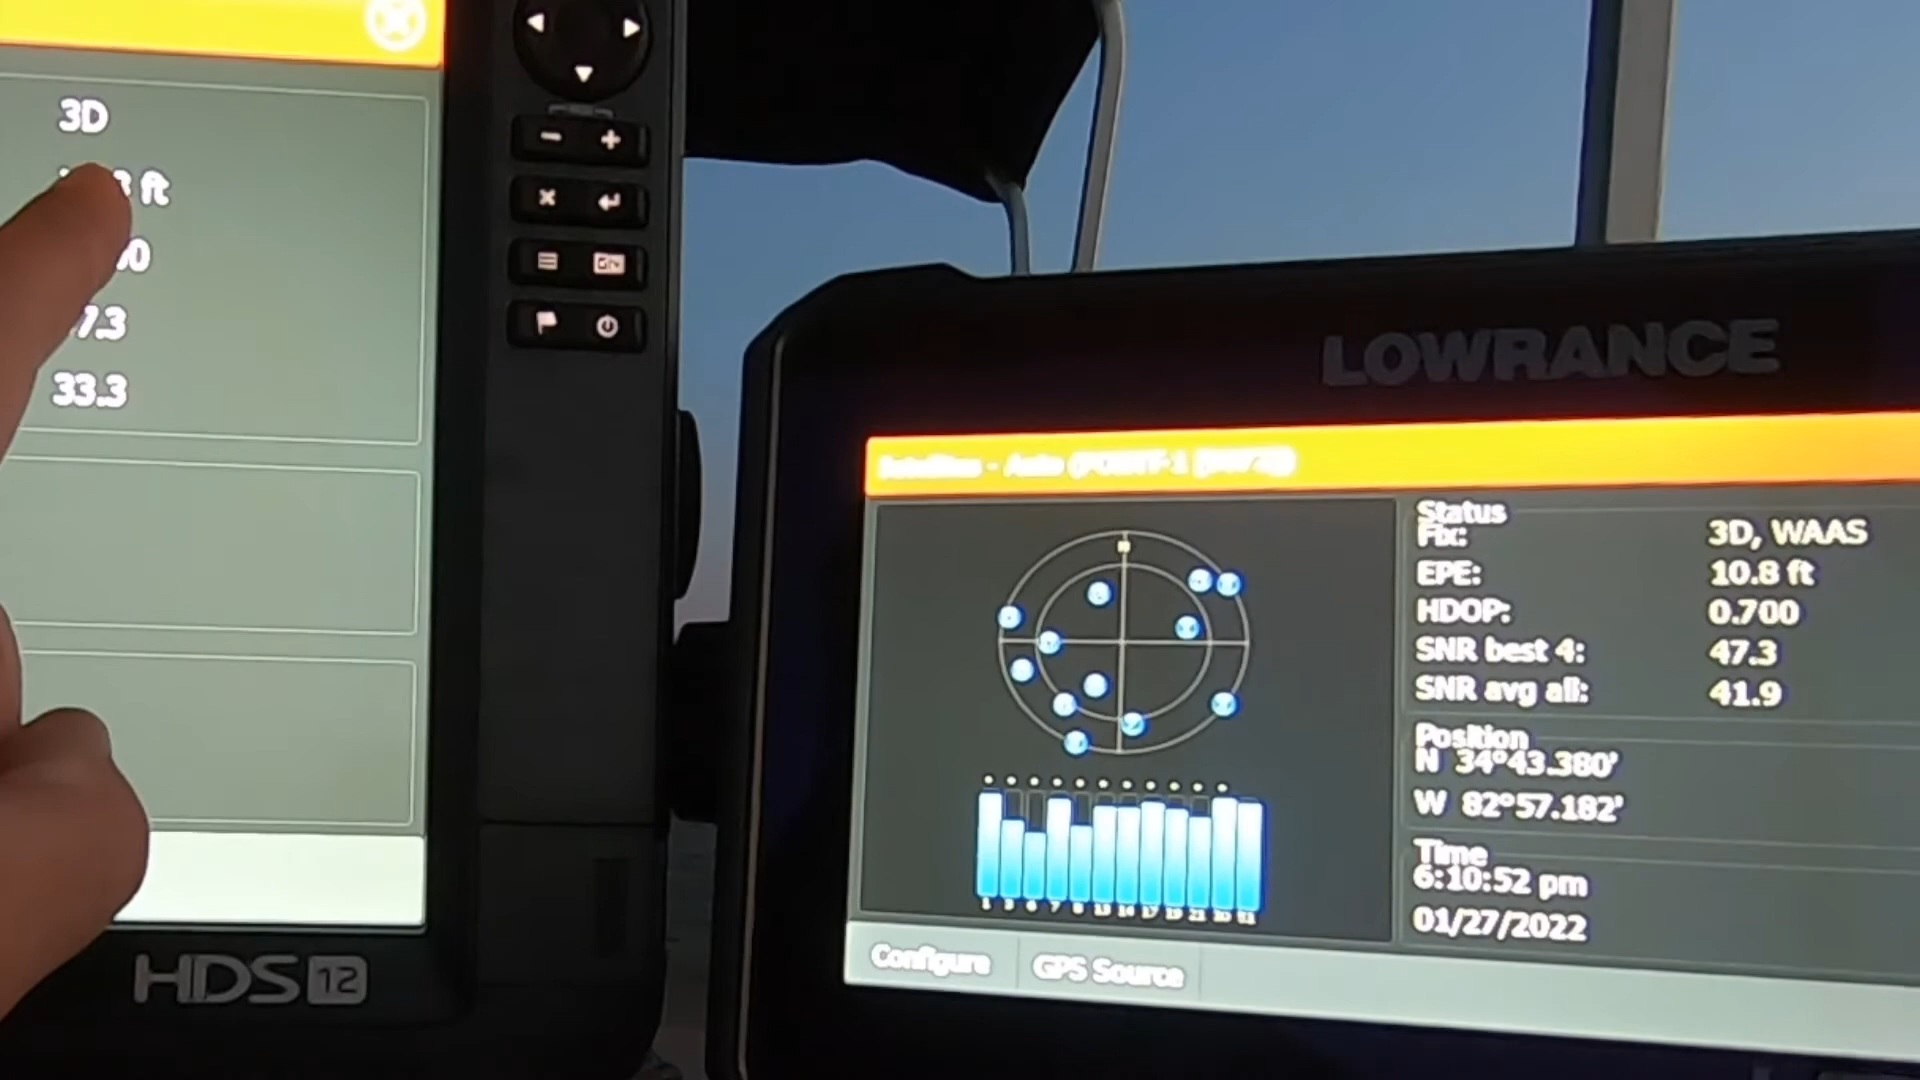 3D
ft
33.3
HDS 12
LOWRANCE
Status
Fix: 3D, WAAS
EPE: 10.8 ft
HDOP: 0.700
SNR best 4: 47.3
SNR avg all: 41.9
Position
N 34°43.380'
W 82°57.182'
Time
6:10:52 pm
01/27/2022
Configure
GPS Source